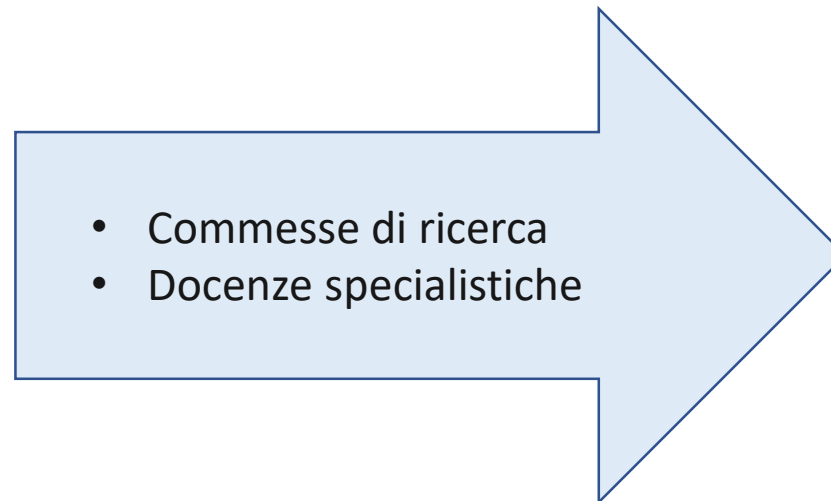 • Commesse di ricerca
• Docenze specialistiche